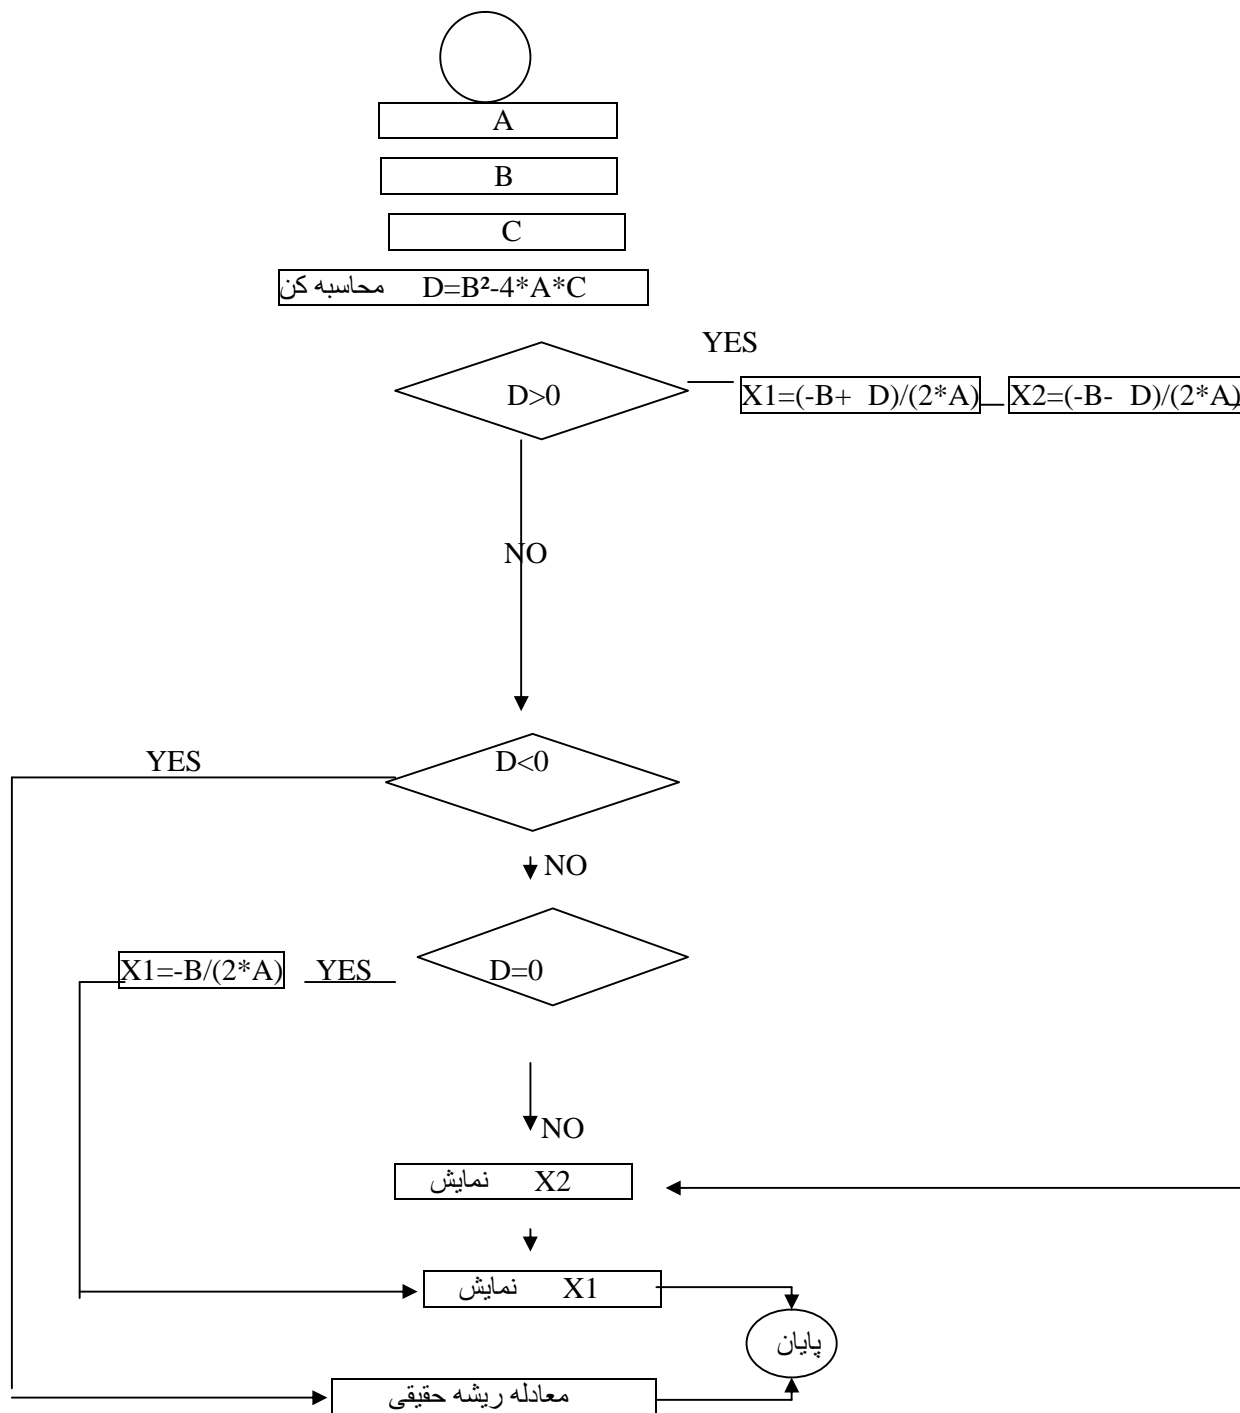 A
B
C
محاسبه کن D=B²-4*A*C
YES
D>0
X1=(-B+ D)/(2*A)
X2=(-B- D)/(2*A)
NO
YES
D<0
NO
X1=-B/(2*A)
YES
D=0
NO
نمایش X2
نمایش X1
پایان
معادله ریشه حقیقی